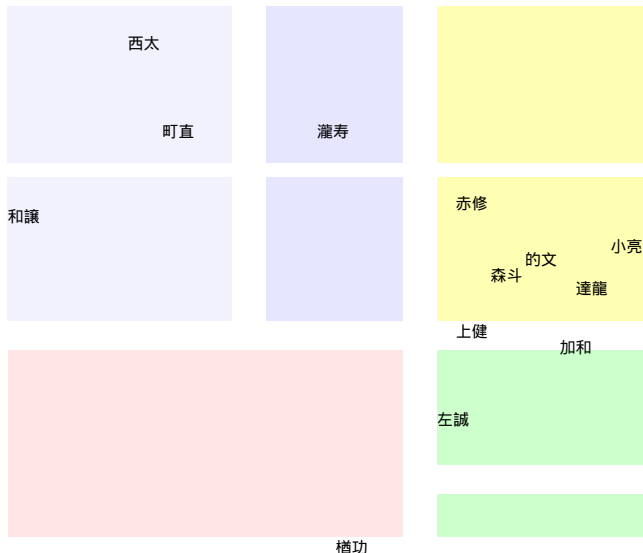 西太
町直
瀧寿
赤修
和譲
小亮
的文
森斗
達龍
上健
加和
左誠
楢功